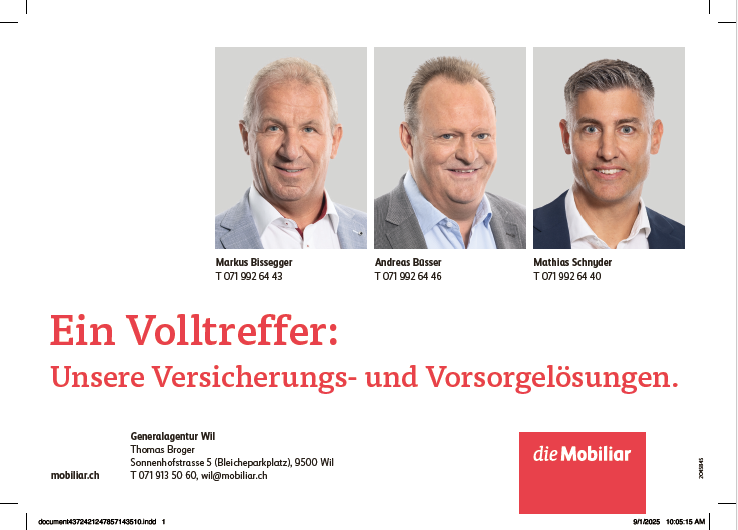 Markus Bissegger
T 071 992 64 43
Andreas Büsser
T 071 992 64 46
Mathias Schnyder
T 071 992 64 40
Ein Volltreffer:
Unsere Versicherungs- und Vorsorgelösungen.
Generalagentur Wil
Thomas Broger
Sonnenhofstrasse 5 (Bleicheparkplatz), 9500 Wil
T 071 913 50 60, wil@mobiliar.ch
mobiliar.ch
die Mobiliar
document4372421247857143510.indd 1
9/1/2025 10:05:15 AM